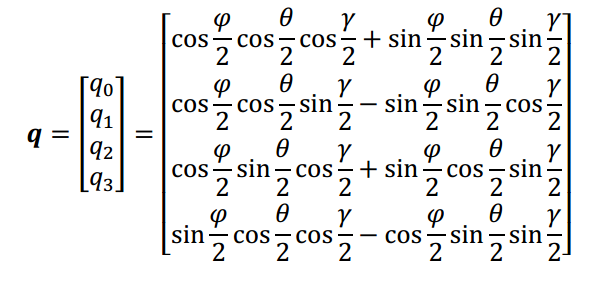 q = [q₀ q₁ q₂ q₃] = [
cos φ/2 cos θ/2 cos γ/2 + sin φ/2 sin θ/2 sin γ/2
cos φ/2 cos θ/2 sin γ/2 − sin φ/2 sin θ/2 cos γ/2
cos φ/2 sin θ/2 cos γ/2 + sin φ/2 cos θ/2 sin γ/2
sin φ/2 cos θ/2 cos γ/2 − cos φ/2 sin θ/2 sin γ/2
]